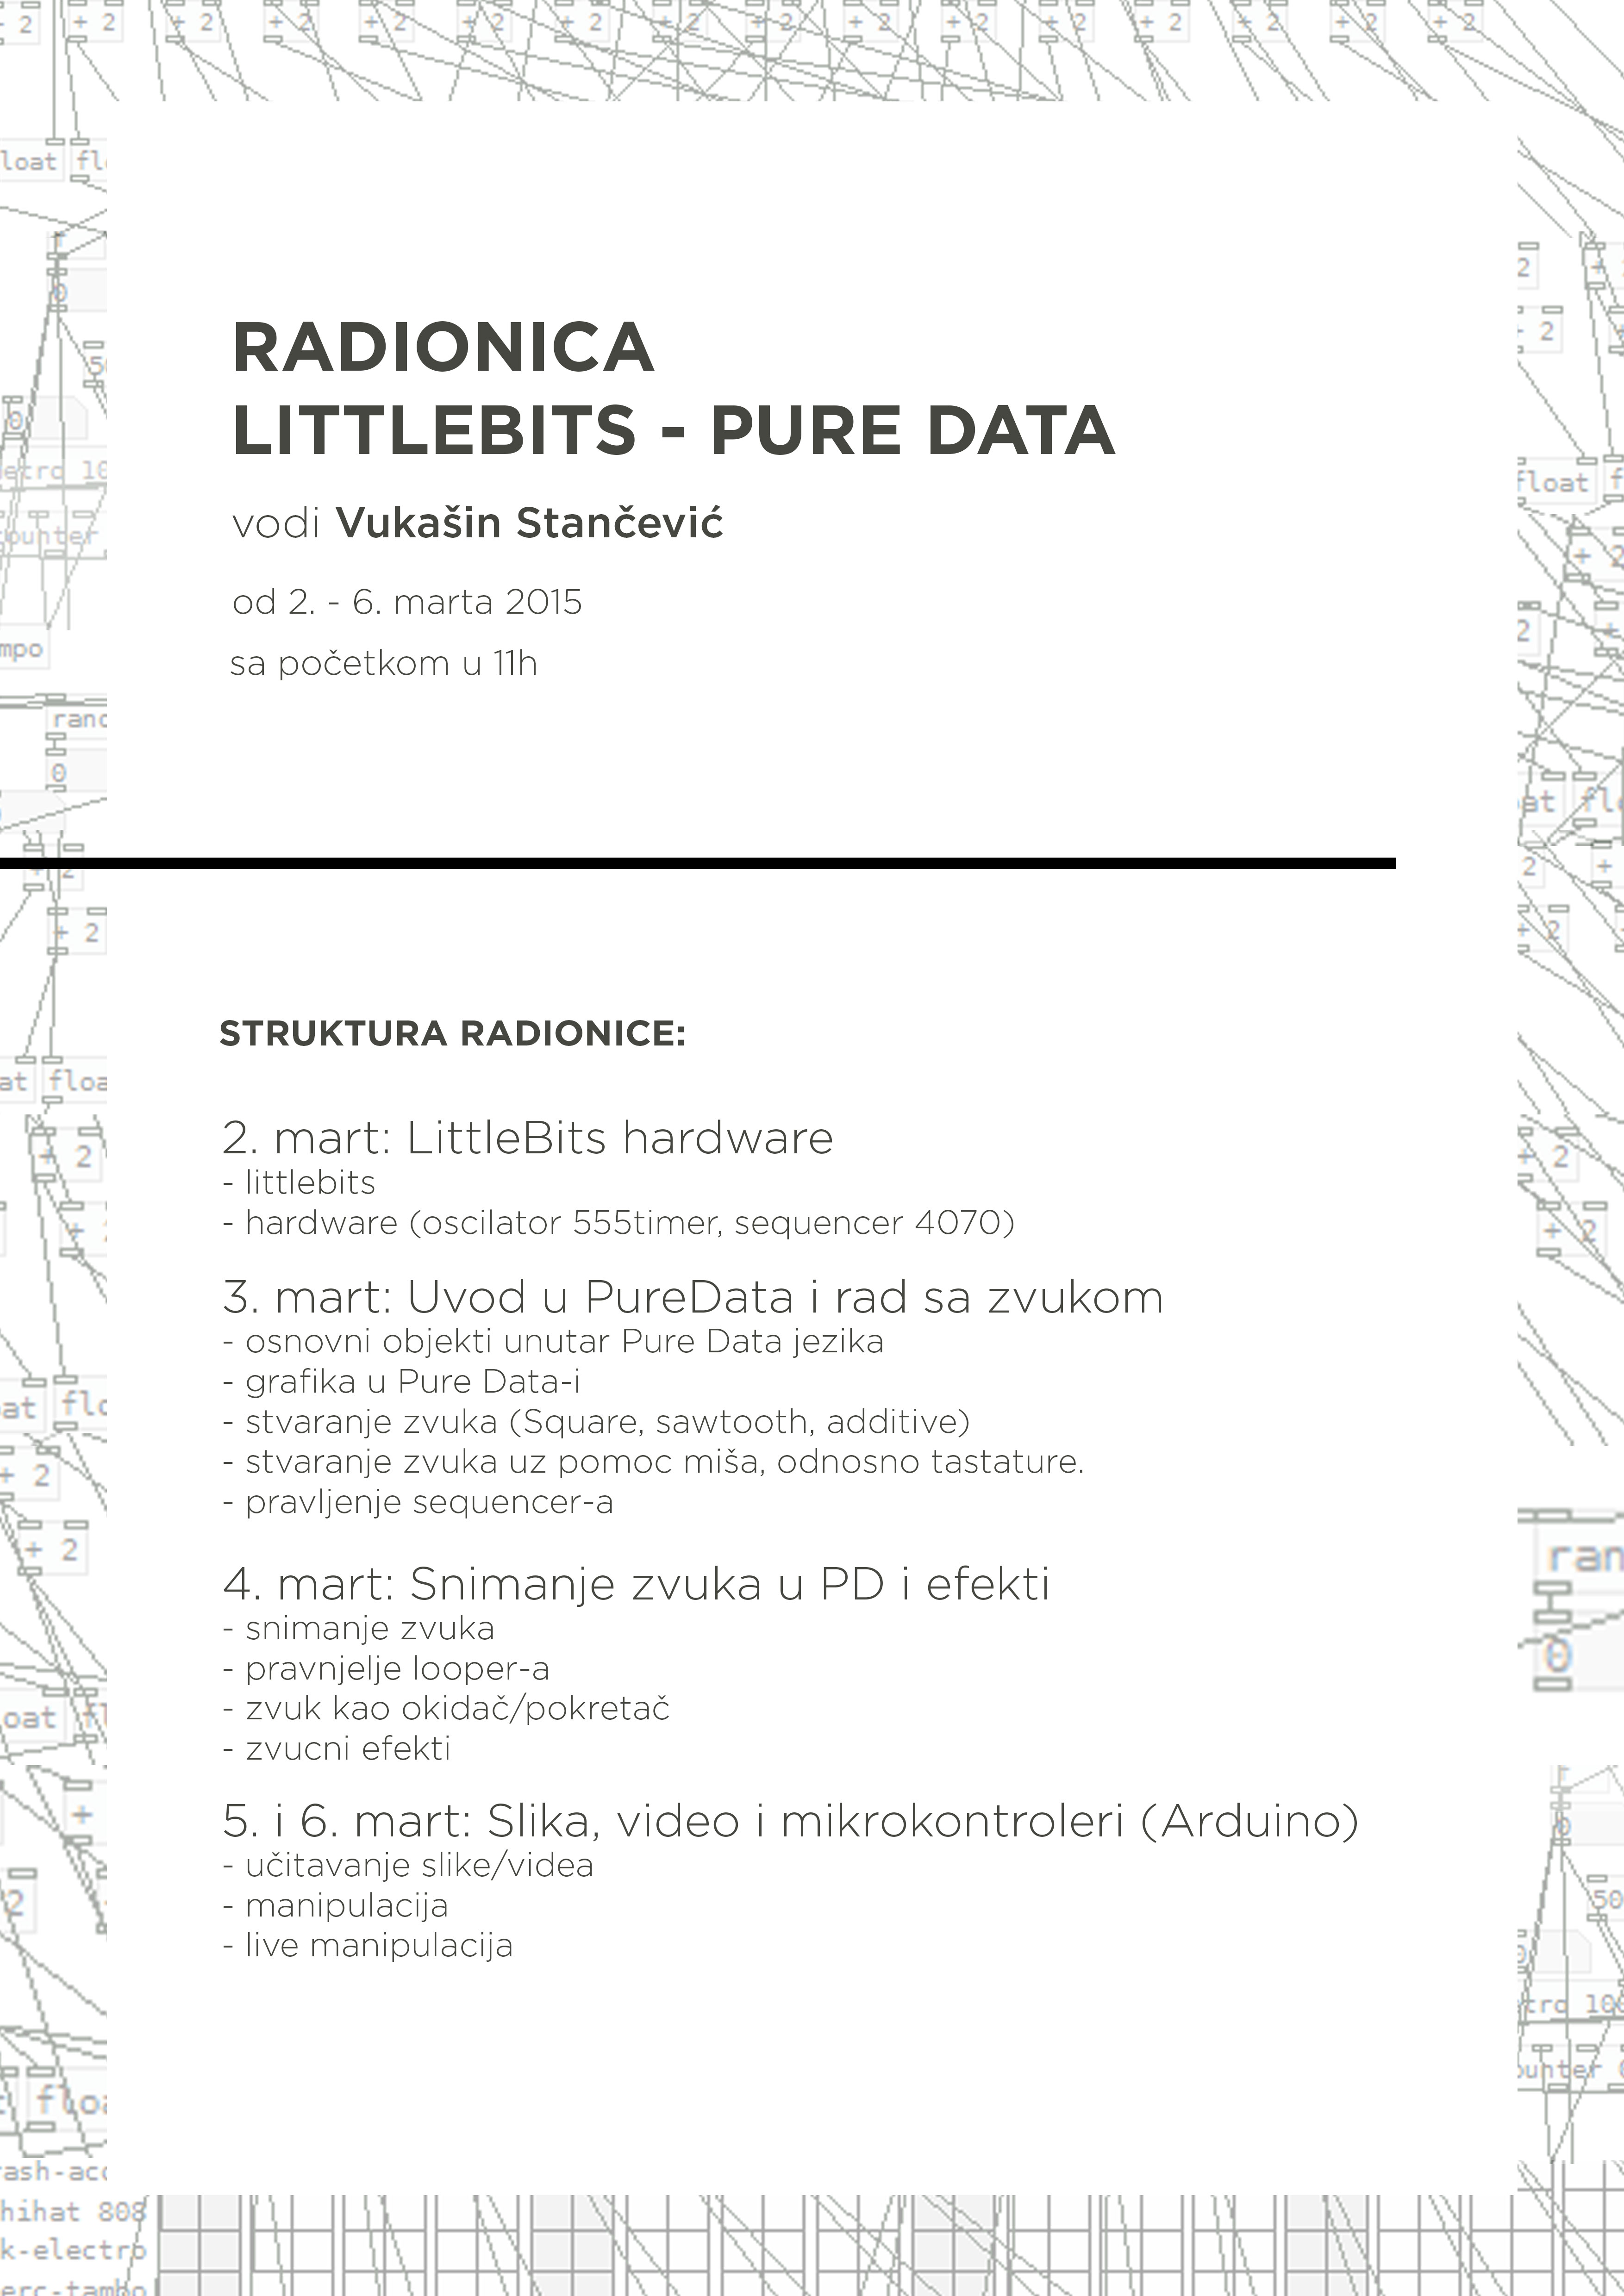 RADIONICA
LITTLEBITS - PURE DATA
vodi Vukašin Stančević
od 2. - 6. marta 2015
sa početkom u 11h
STRUKTURA RADIONICE:
2. mart: LittleBits hardware
- littlebits
- hardware (oscilator 555timer, sequencer 4070)
3. mart: Uvod u PureData i rad sa zvukom
- osnovni objekti unutar Pure Data jezika
- grafika u Pure Data-i
- stvaranje zvuka (Square, sawtooth, additive)
- stvaranje zvuka uz pomoc miša, odnosno tastature.
- pravljenje sequencer-a
4. mart: Snimanje zvuka u PD i efekti
- snimanje zvuka
- pravnjelje looper-a
- zvuk kao okidač/pokretač
- zvucni efekti
5. i 6. mart: Slika, video i mikrokontroleri (Arduino)
- učitavanje slike/videa
- manipulacija
- live manipulacija